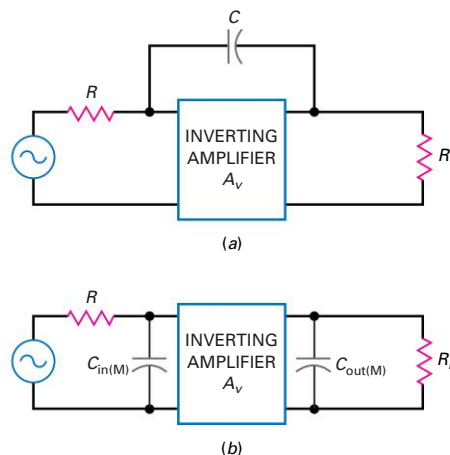 C
R
INVERTING
AMPLIFIER
Av
R
(a)
R
INVERTING
AMPLIFIER
Av
Cin(M)
Cout(M)
R
(b)